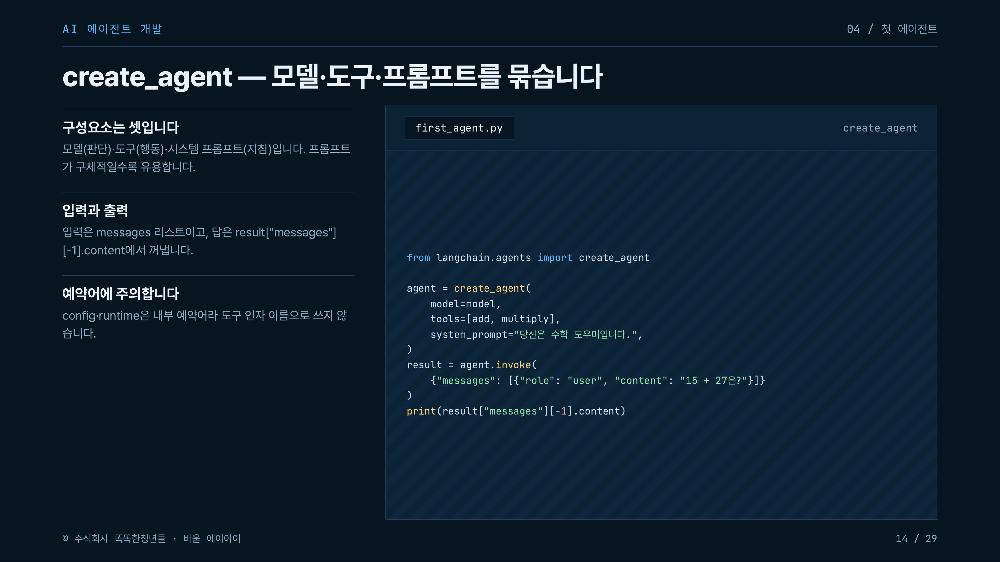 AI 에이전트 개발
04 / 첫 에이전트
create_agent — 모델·도구·프롬프트를 묶습니다
구성요소는 셋입니다
모델(판단)·도구(행동)·시스템 프롬프트(지침)입니다. 프롬프트
가 구체적일수록 유용합니다.
입력과 출력
입력은 messages 리스트이고, 답은 result["messages"]
[-1].content에서 꺼냅니다.
예약어에 주의합니다
config·runtime은 내부 예약어라 도구 인자 이름으로 쓰지 않
습니다.
first_agent.py
create_agent
from langchain.agents import create_agent
agent = create_agent(
    model=model,
    tools=[add, multiply],
    system_prompt="당신은 수학 도우미입니다.",
)
result = agent.invoke(
    {"messages": [{"role": "user", "content": "15 + 27은?"}]}
)
print(result["messages"][-1].content)
© 주식회사 똑똑한청년들 · 배움 에이아이
14 / 29